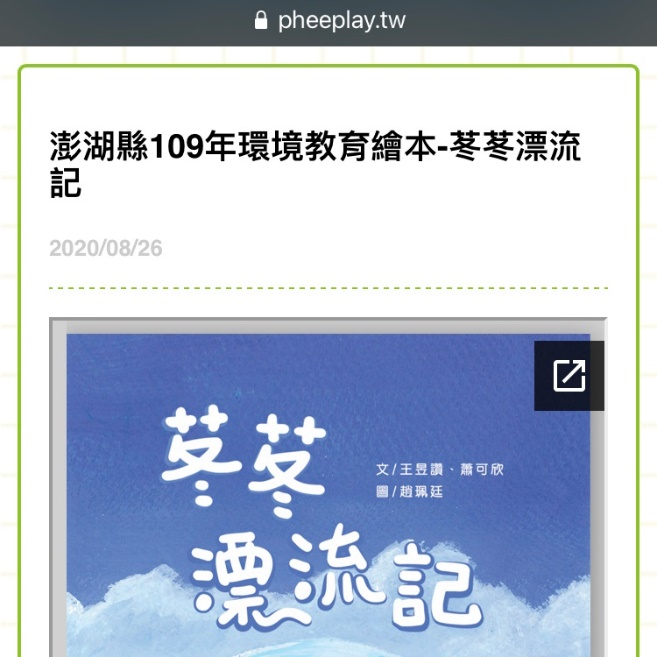 pheeplay.tw
澎湖縣109年環境教育繪本-苳苳漂流
記
2020/08/26
苳苳
文/王昱讚、蕭可欣
圖/趙珮廷
漂流記